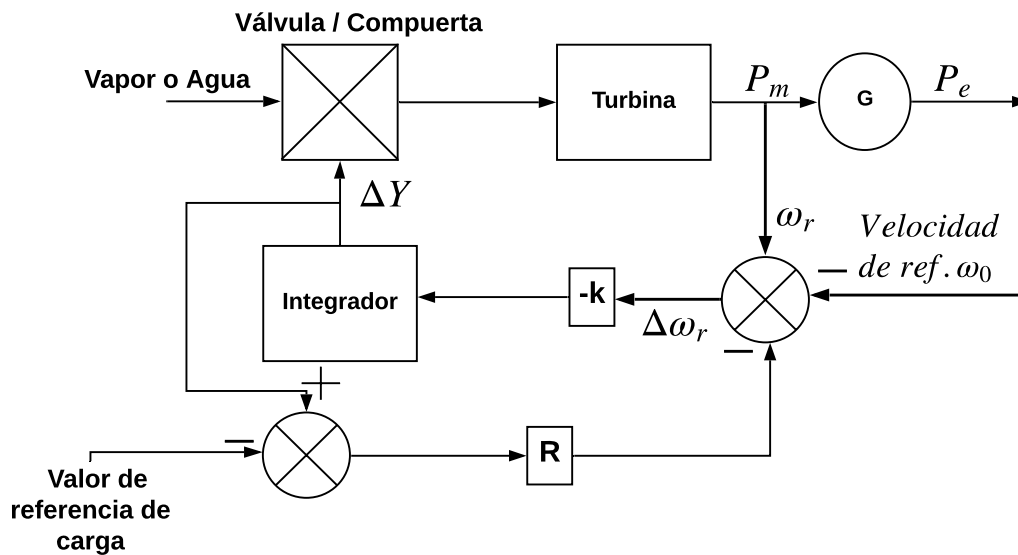 Válvula / Compuerta
Vapor o Agua
Turbina
P_m
G
P_e
ΔY
ω_r
Velocidad
de ref. ω_0
−
Integrador
-k
Δω_r
−
+
−
R
Valor de
referencia de
carga